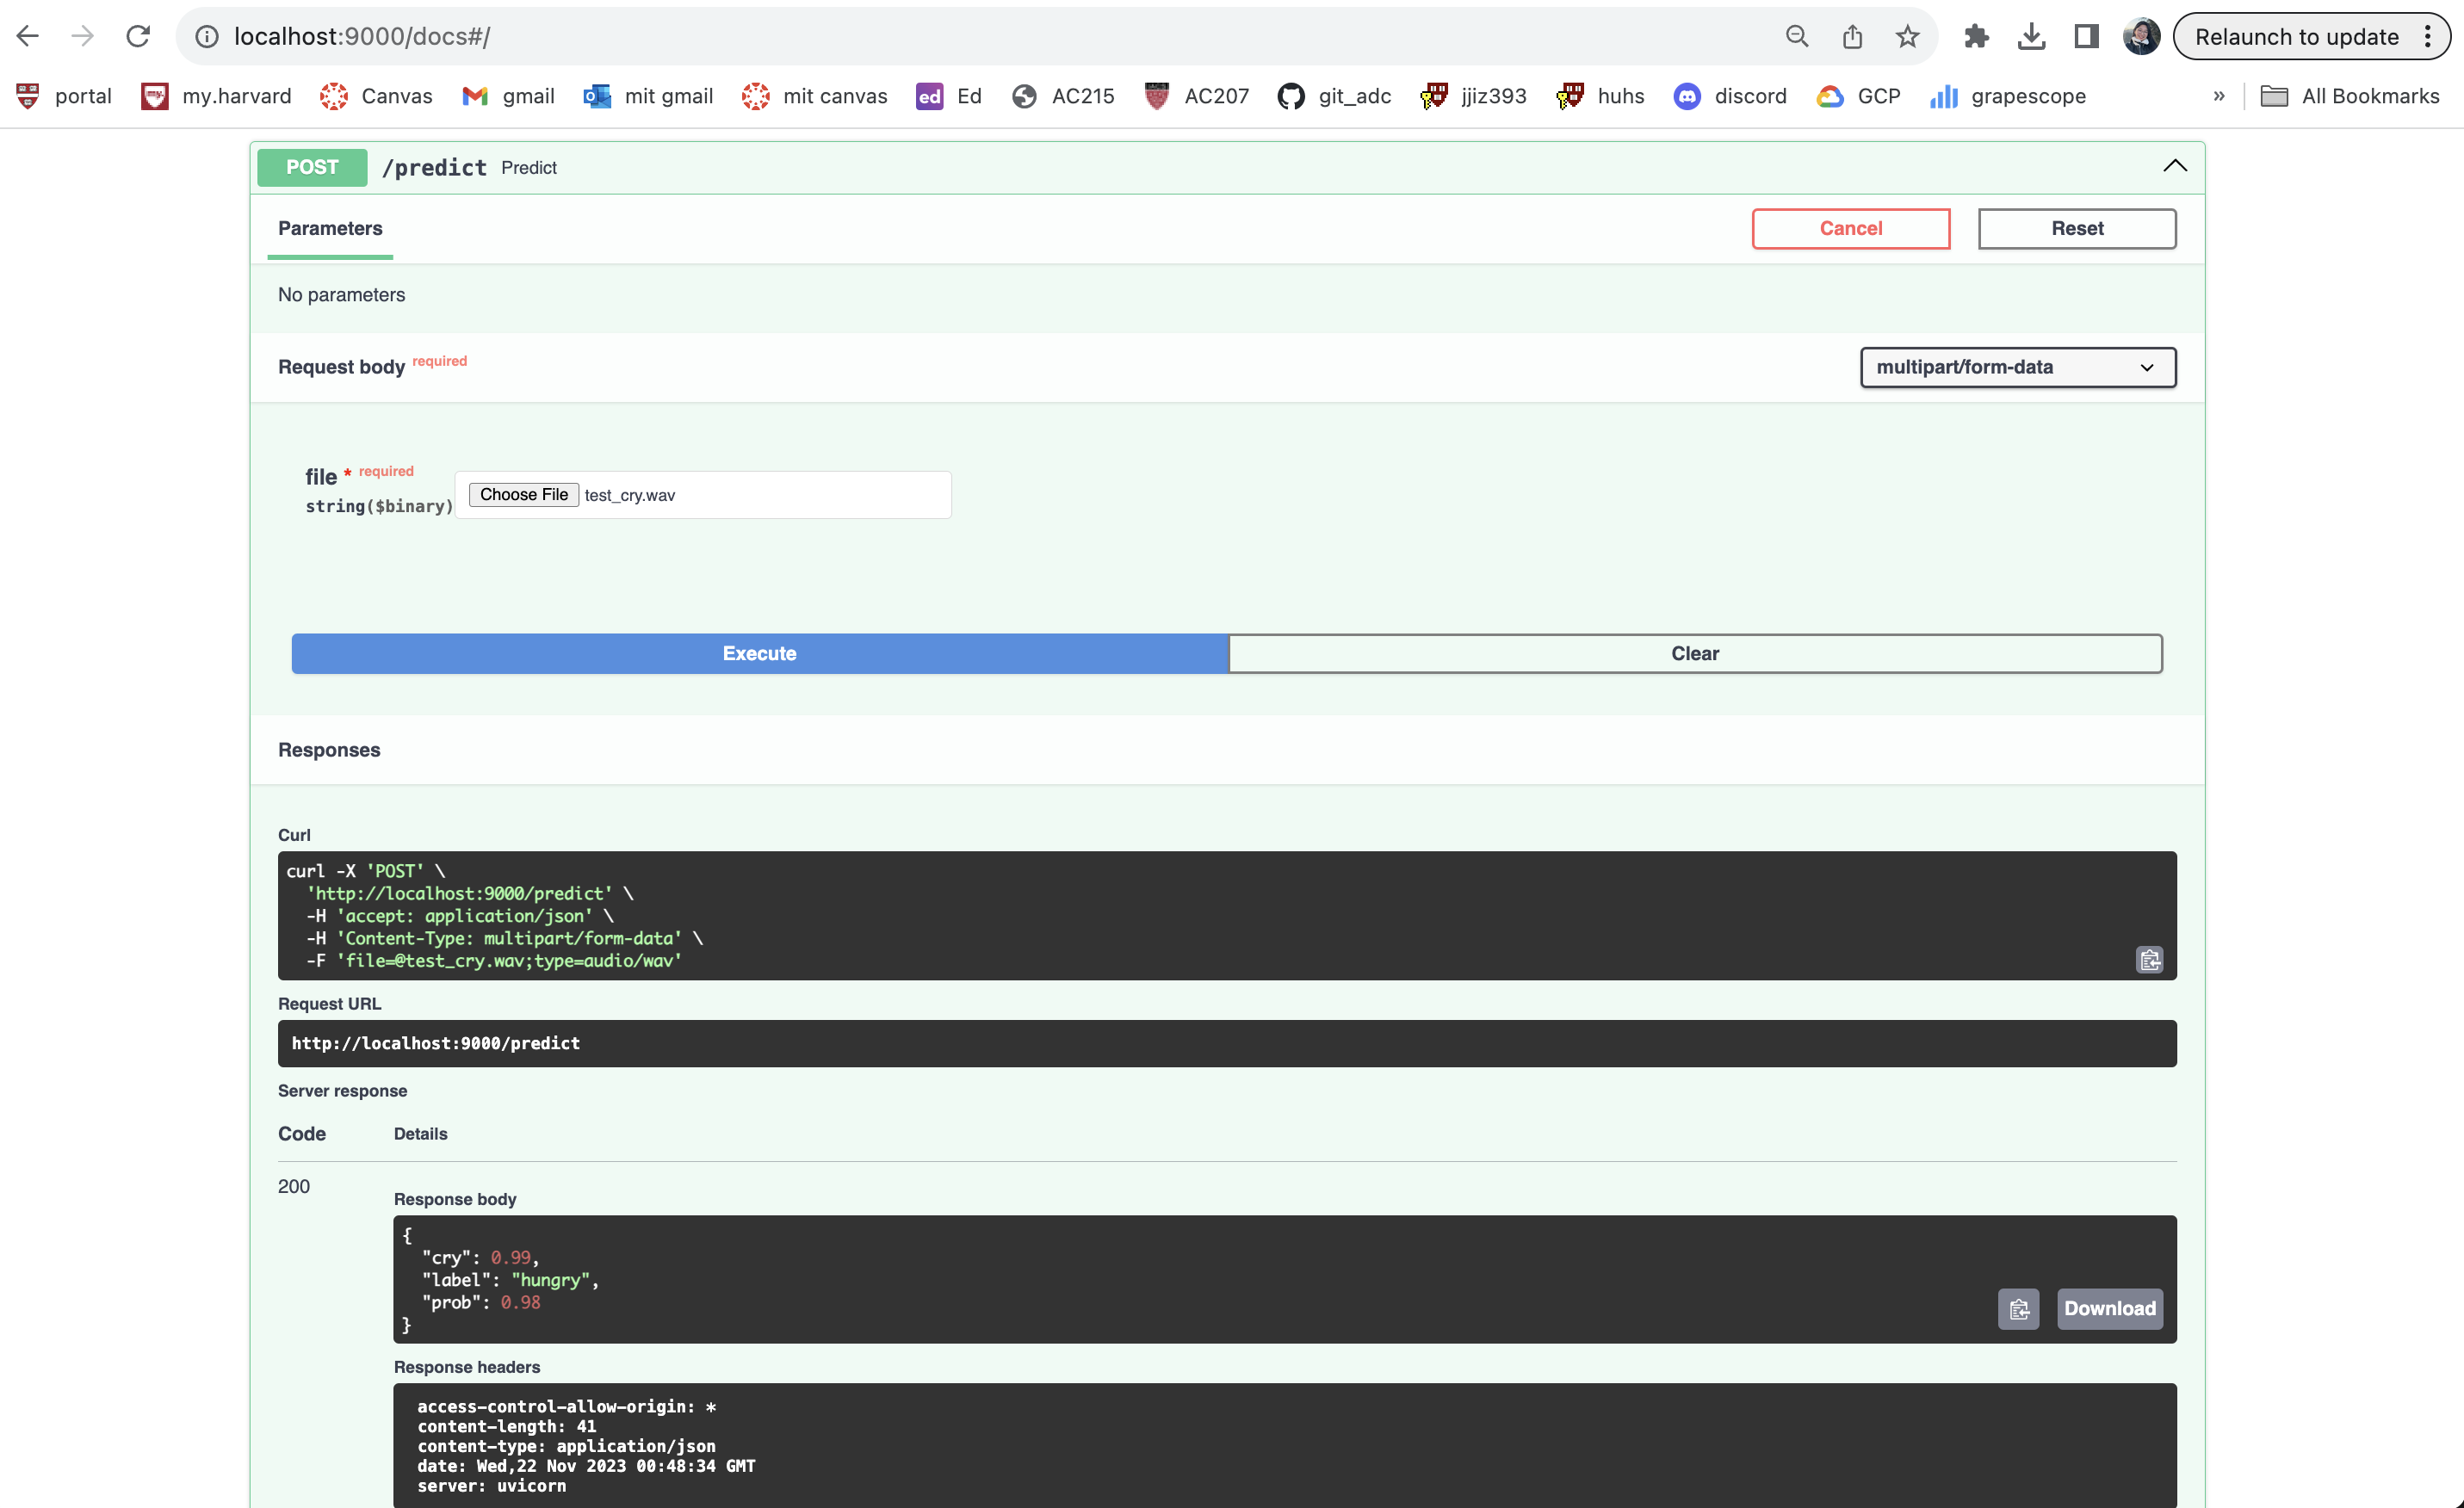 localhost:9000/docs#/
Relaunch to update
portal
my.harvard
Canvas
gmail
mit gmail
mit canvas
ed Ed
AC215
AC207
git_adc
jjiz393
huhs
discord
GCP
grapescope
»
All Bookmarks
POST /predict Predict
Parameters
Cancel
Reset
No parameters
Request body required
multipart/form-data
file * required
string($binary)
Choose File test_cry.wav
Execute
Clear
Responses
Curl
curl -X 'POST' \
'http://localhost:9000/predict' \
-H 'accept: application/json' \
-H 'Content-Type: multipart/form-data' \
-F 'file=@test_cry.wav;type=audio/wav'
Request URL
http://localhost:9000/predict
Server response
Code Details
200
Response body
{
"cry": 0.99,
"label": "hungry",
"prob": 0.98
}
Download
Response headers
access-control-allow-origin: *
content-length: 41
content-type: application/json
date: Wed,22 Nov 2023 00:48:34 GMT
server: uvicorn